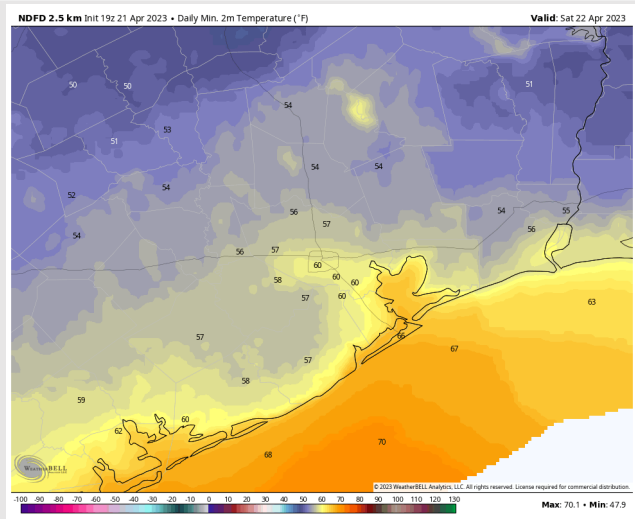 NDFD 2.5 km Init 19z 21 Apr 2023 • Daily Min. 2m Temperature (°F) Valid: Sat 22 Apr 2023
50 50 51
54
53
51
54 54
52 54
56 54 55
57 56
54
56 57
60
58 60 60
57 60 63
57 66
67
57
58
59
60
62
70
68
WEATHERBELL
© 2023 WeatherBELL Analytics, LLC. All rights reserved. License required for commercial distribution.
-100 -90 -80 -70 -60 -50 -40 -30 -20 -10 0 10 20 30 40 50 60 70 80 90 100 110 120 130
Max: 70.1 • Min: 47.9